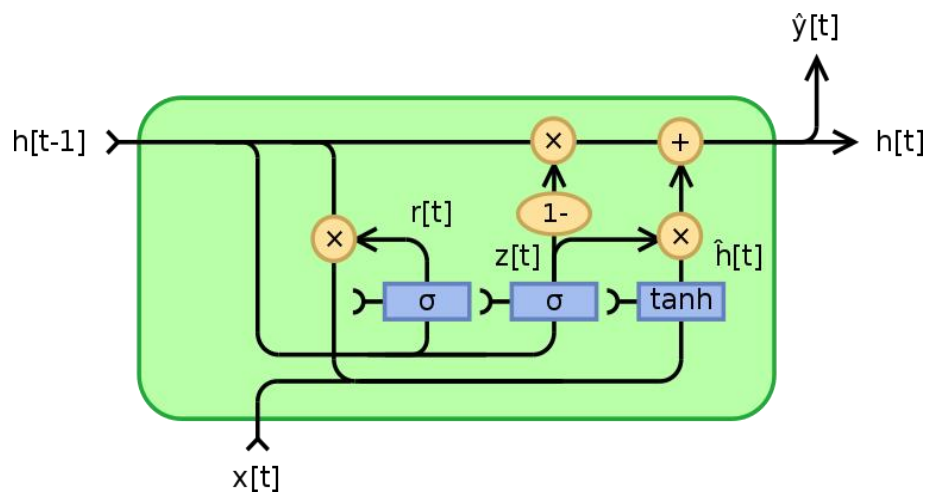 ŷ[t]
h[t-1]
×
+
h[t]
r[t]
1-
×
z[t]
×
ĥ[t]
σ
σ
tanh
x[t]